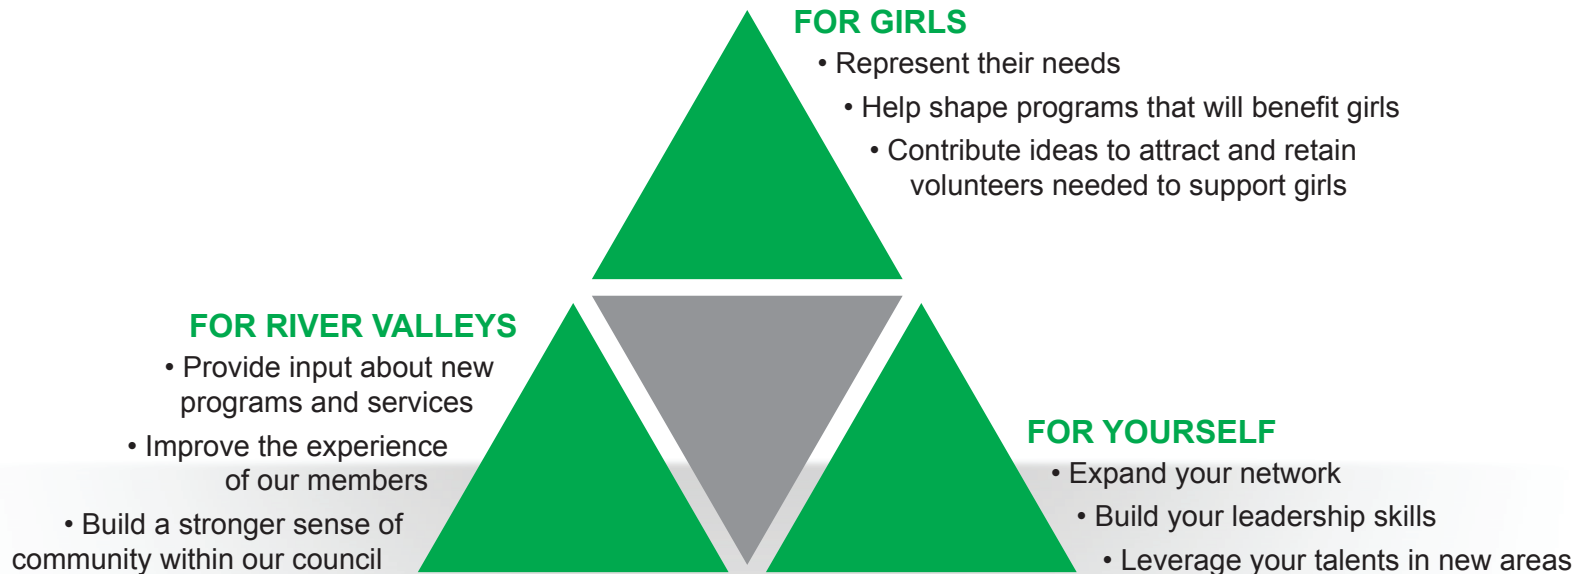 FOR GIRLS
• Represent their needs
• Help shape programs that will benefit girls
• Contribute ideas to attract and retain
volunteers needed to support girls
FOR RIVER VALLEYS
• Provide input about new
programs and services
• Improve the experience
of our members
• Build a stronger sense of
community within our council
FOR YOURSELF
• Expand your network
• Build your leadership skills
• Leverage your talents in new areas